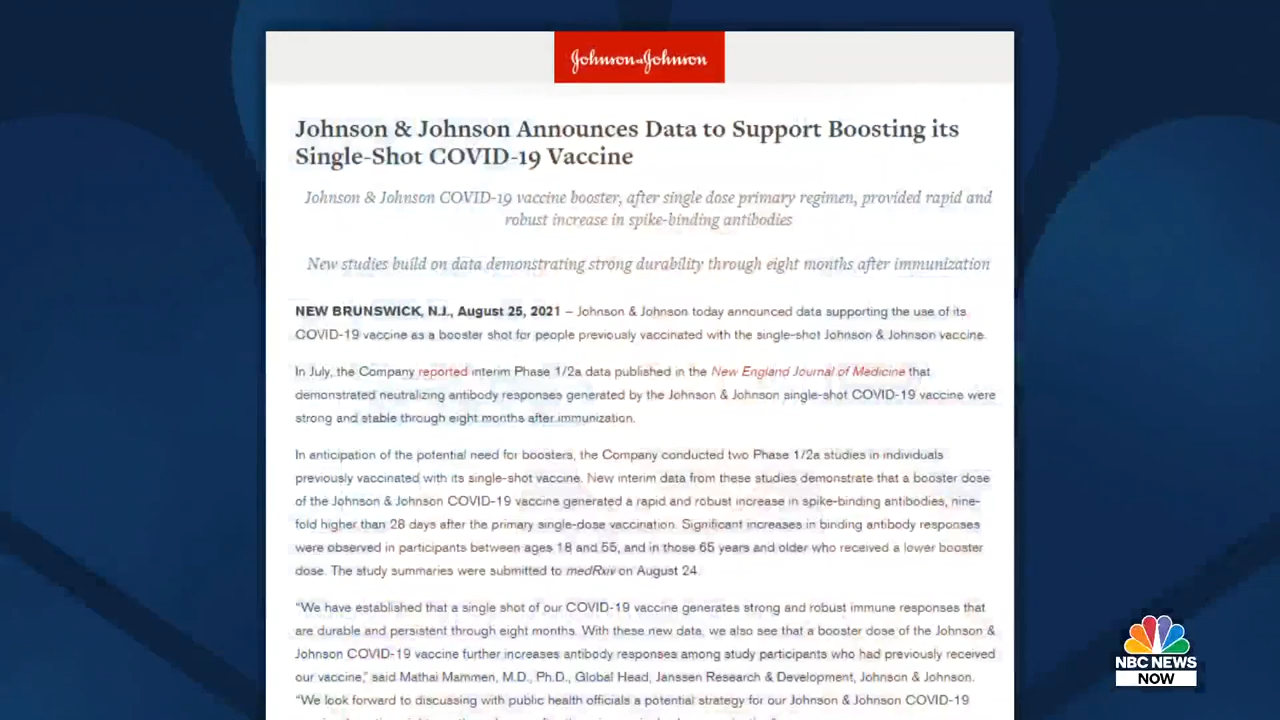 Johnson & Johnson
Johnson & Johnson Announces Data to Support Boosting its
Single-Shot COVID-19 Vaccine
Johnson & Johnson COVID-19 vaccine booster, after single dose primary regimen, provided rapid and
robust increase in spike-binding antibodies
New studies build on data demonstrating strong durability through eight months after immunization
NEW BRUNSWICK, N.J., August 25, 2021 – Johnson & Johnson today announced data supporting the use of its
COVID-19 vaccine as a booster shot for people previously vaccinated with the single-shot Johnson & Johnson vaccine.
In July, the Company reported interim Phase 1/2a data published in the New England Journal of Medicine that
demonstrated neutralizing antibody responses generated by the Johnson & Johnson single-shot COVID-19 vaccine were
strong and stable through eight months after immunization.
In anticipation of the potential need for boosters, the Company conducted two Phase 1/2a studies in individuals
previously vaccinated with its single-shot vaccine. New interim data from these studies demonstrate that a booster dose
of the Johnson & Johnson COVID-19 vaccine generated a rapid and robust increase in spike-binding antibodies, nine-
fold higher than 28 days after the primary single-dose vaccination. Significant increases in binding antibody responses
were observed in participants between ages 18 and 55, and in those 65 years and older who received a lower booster
dose. The study summaries were submitted to medRxiv on August 24.
“We have established that a single shot of our COVID-19 vaccine generates strong and robust immune responses that
are durable and persistent through eight months. With these new data, we also see that a booster dose of the Johnson &
Johnson COVID-19 vaccine further increases antibody responses among study participants who had previously received
our vaccine,” said Mathai Mammen, M.D., Ph.D., Global Head, Janssen Research & Development, Johnson & Johnson.
“We look forward to discussing with public health officials a potential strategy for our Johnson & Johnson COVID-19
NBC NEWS
NOW